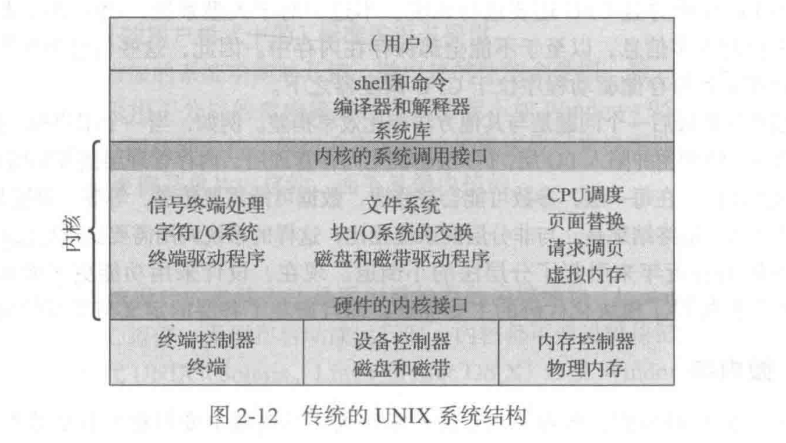 （用户）
shell和命令
编译器和解释器
系统库
内核的系统调用接口
内核
信号终端处理
字符I/O系统
终端驱动程序
文件系统
块I/O系统的交换
磁盘和磁带驱动程序
CPU调度
页面替换
请求调页
虚拟内存
硬件的内核接口
终端控制器
终端
设备控制器
磁盘和磁带
内存控制器
物理内存
图 2-12 传统的 UNIX 系统结构